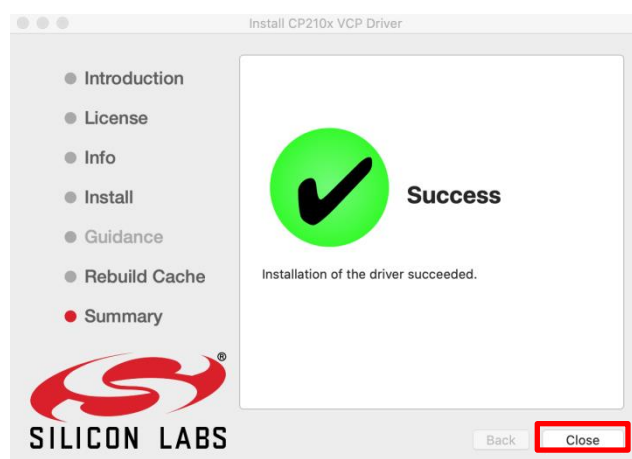 Install CP210x VCP Driver
Introduction
License
Info
Install
Guidance
Rebuild Cache
Summary
Success
Installation of the driver succeeded.
®
SILICON LABS
Back
Close